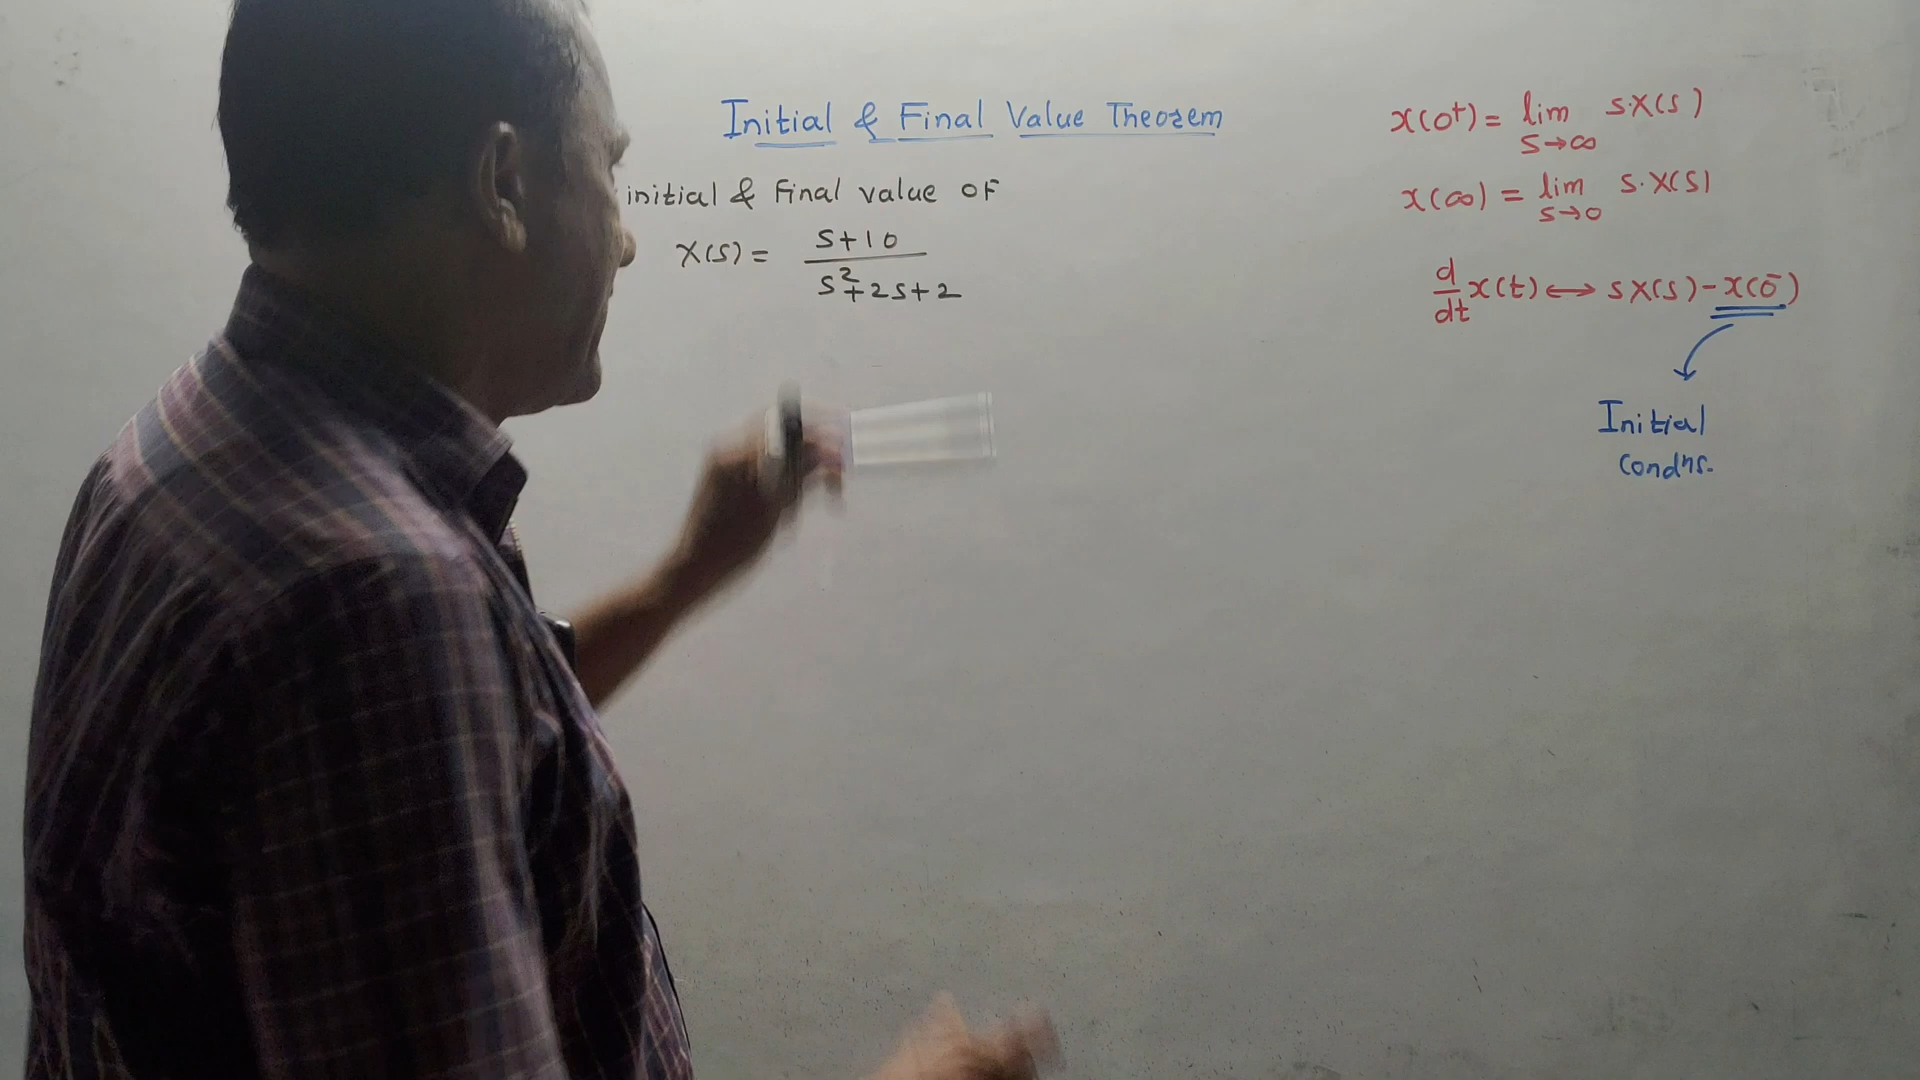 Initial & Final Value Theorem
initial & Final value of
X(s) = s+10 / s²+2s+2
x(0⁺) = lim s→∞ s·X(s)
x(∞) = lim s→0 s·X(s)
d/dt x(t) ⟷ sX(s) - x(0⁻)
Initial
Condns.